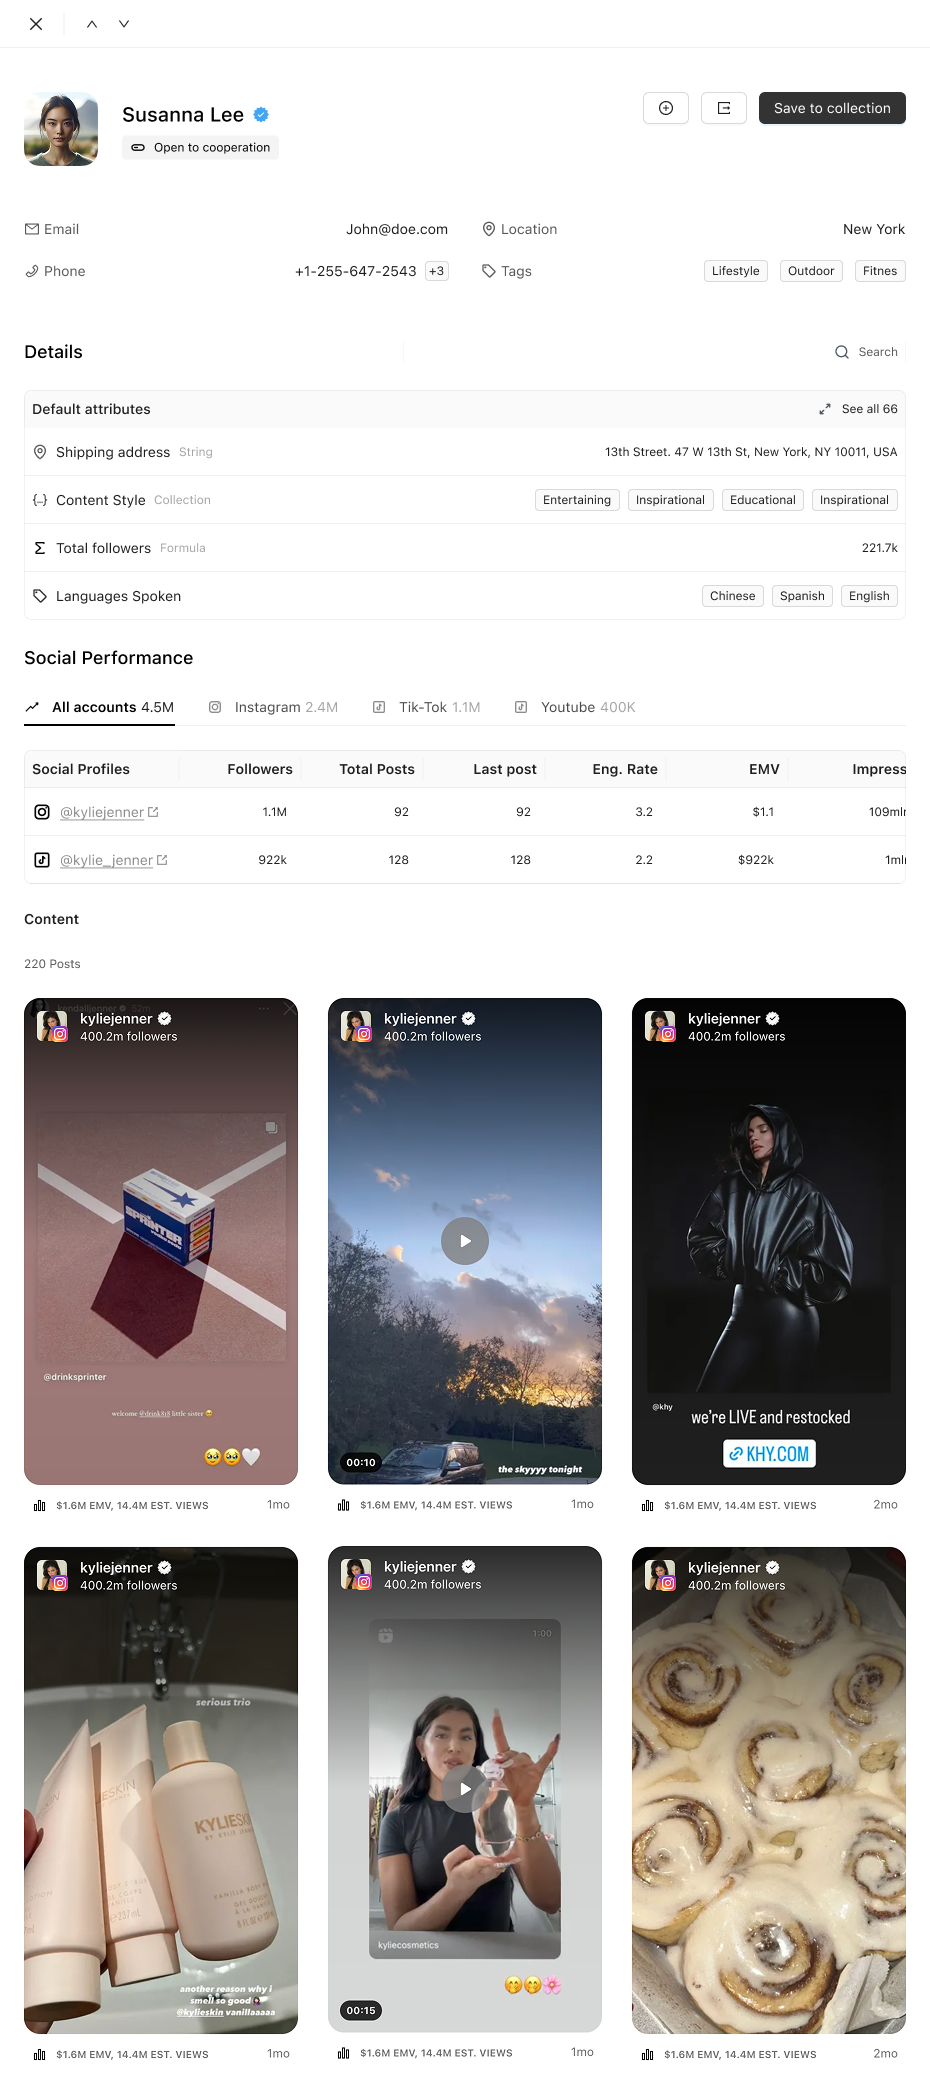 Susanna Lee
Open to cooperation
Save to collection
Email
John@doe.com
Location
New York
Phone
+1-255-647-2543 +3
Tags
Lifestyle Outdoor Fitnes
Details
Search
Default attributes
See all 66
Shipping address String
13th Street. 47 W 13th St, New York, NY 10011, USA
{..} Content Style Collection
Entertaining Inspirational Educational Inspirational
Σ Total followers Formula
221.7k
Languages Spoken
Chinese Spanish English
Social Performance
All accounts 4.5M Instagram 2.4M Tik-Tok 1.1M Youtube 400K
Social Profiles Followers Total Posts Last post Eng. Rate EMV Impress
@kyliejenner 1.1M 92 92 3.2 $1.1 109mln
@kylie_jenner 922k 128 128 2.2 $922k 1mln
Content
220 Posts
kendalljenner 52m
kyliejenner
400.2m followers
SPRINTER
@drinksprinter
welcome @drink818 little sister 🥹
🥹🥹🤍
$1.6M EMV, 14.4M EST. VIEWS 1mo
kyliejenner
400.2m followers
00:10
the skyyyy tonight
$1.6M EMV, 14.4M EST. VIEWS 1mo
kyliejenner
400.2m followers
@khy
we're LIVE and restocked
KHY.COM
$1.6M EMV, 14.4M EST. VIEWS 2mo
kyliejenner
400.2m followers
serious trio
KYLIESKIN
BY KYLIE JENNER
another reason why i
smell so good
@kylieskin vanillaaaaa
$1.6M EMV, 14.4M EST. VIEWS 1mo
kyliejenner
400.2m followers
1:00
kyliecosmetics
🤭🤭🌸
00:15
$1.6M EMV, 14.4M EST. VIEWS 1mo
kyliejenner
400.2m followers
$1.6M EMV, 14.4M EST. VIEWS 2mo